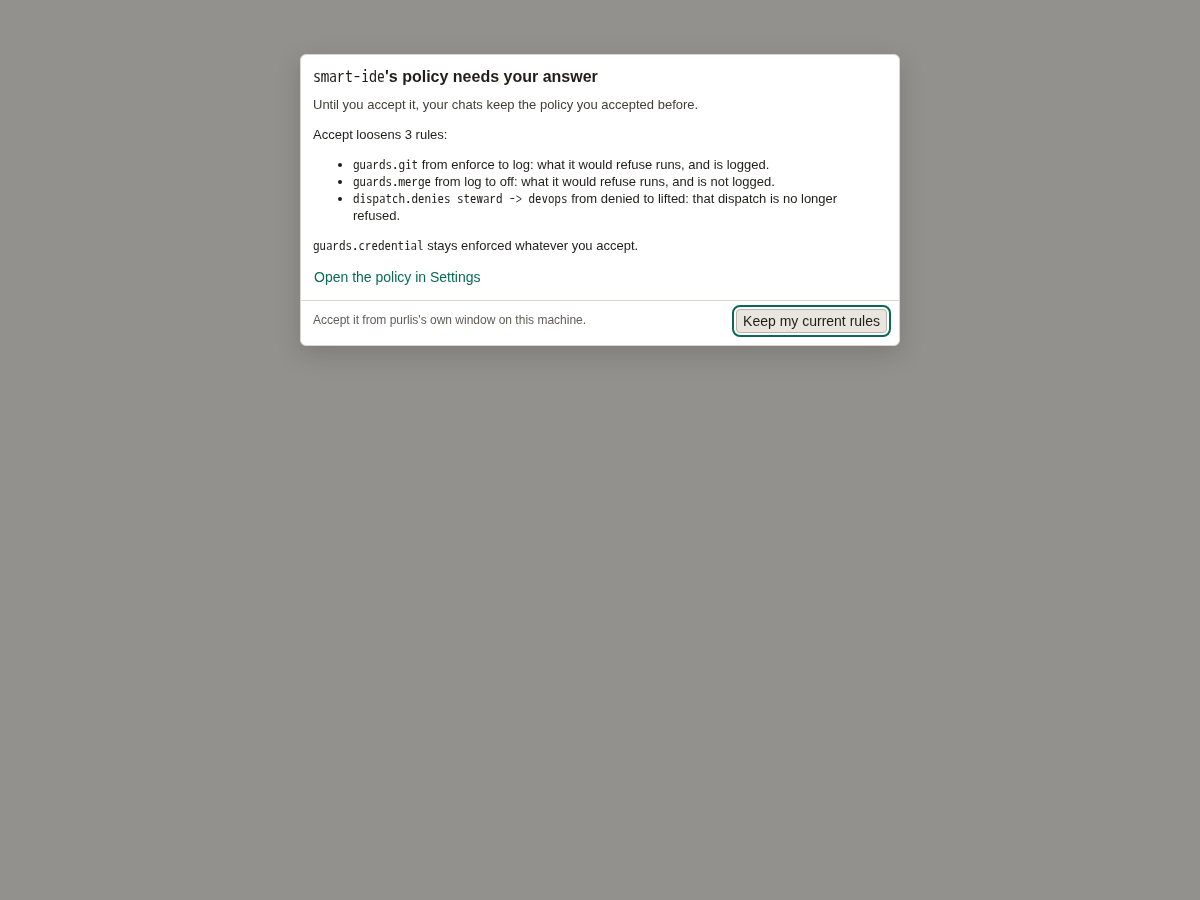 smart-ide's policy needs your answer
Until you accept it, your chats keep the policy you accepted before.
Accept loosens 3 rules:
• guards.git from enforce to log: what it would refuse runs, and is logged.
• guards.merge from log to off: what it would refuse runs, and is not logged.
• dispatch.denies steward -> devops from denied to lifted: that dispatch is no longer
refused.
guards.credential stays enforced whatever you accept.
Open the policy in Settings
Accept it from purlis's own window on this machine.
Keep my current rules